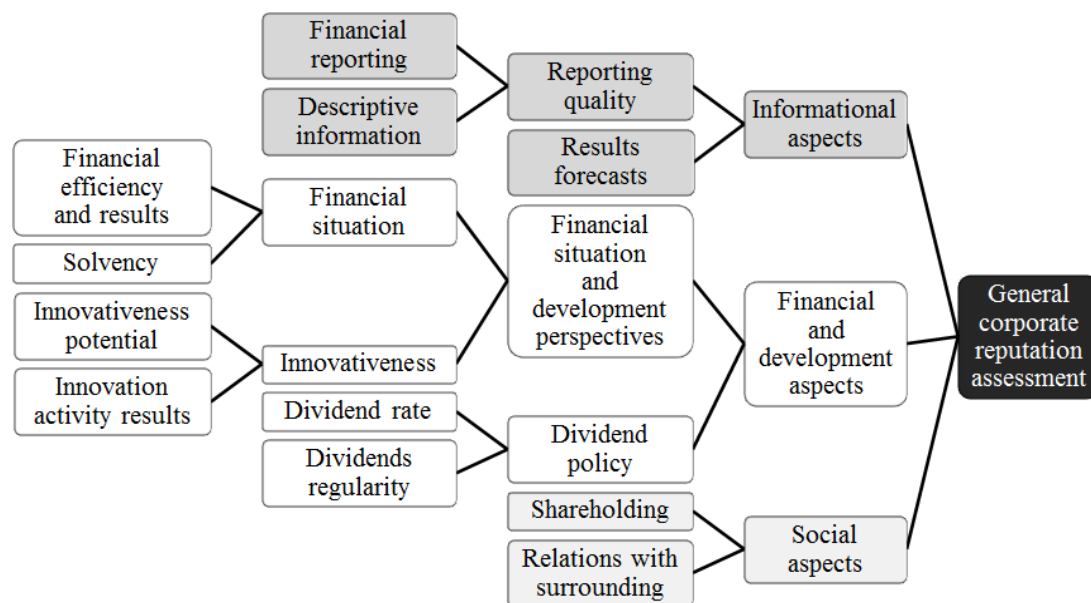 Financial
reporting
Descriptive
information
Reporting
quality
Results
forecasts
Informational
aspects
Financial
efficiency
and results
Solvency
Financial
situation
Innovativeness
potential
Innovation
activity results
Innovativeness
Financial
situation and
development
perspectives
Dividend rate
Dividends
regularity
Dividend
policy
Financial
and
development
aspects
Shareholding
Relations with
surrounding
Social
aspects
General
corporate
reputation
assessment